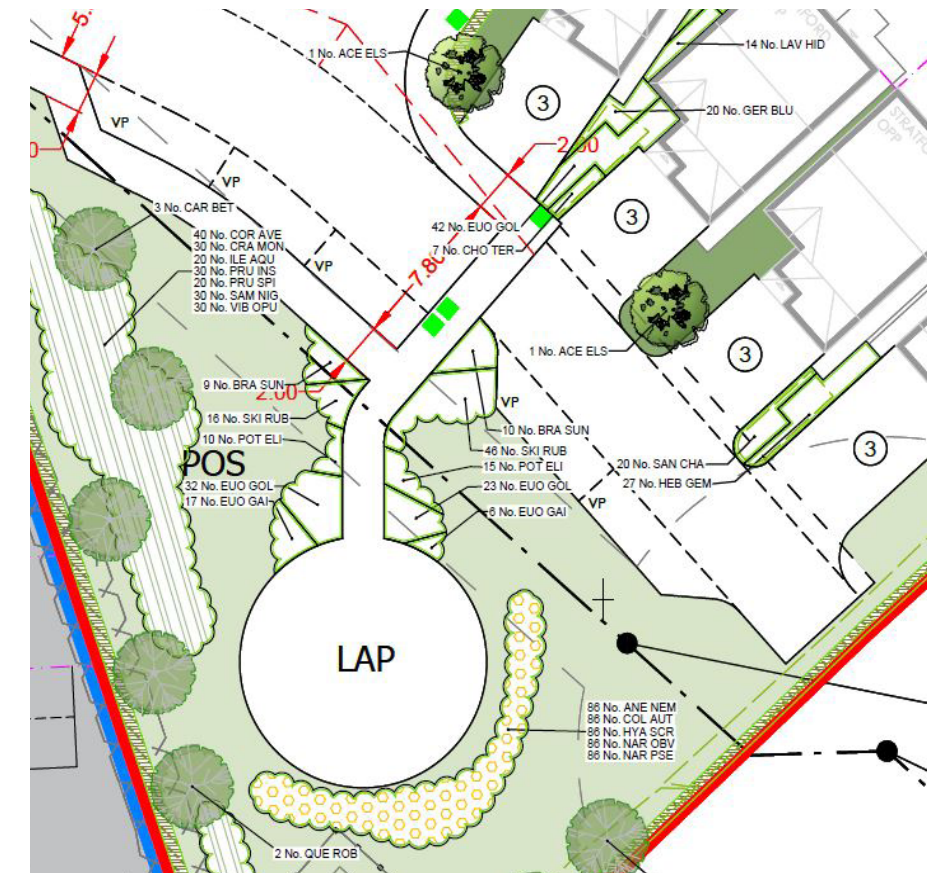 5.
1 No. ACE ELS
STRATFORD
14 No. LAV HID
3
20 No. GER BLU
VP
STRATFO
OPP
2.00
0
VP
3 No. CAR BET
3
42 No. EUO GOL
7 No. CHO TER
40 No. COR AVE
30 No. CRA MON
20 No. ILE AQU
30 No. PRU INS
20 No. PRU SPI
30 No. SAM NIG
30 No. VIB OPU
VP
7.80
1 No. ACE ELS
3
9 No. BRA SUN
2.00
VP
16 No. SKI RUB
10 No. BRA SUN
10 No. POT ELI
46 No. SKI RUB
3
POS
15 No. POT ELI
20 No. SAN CHA
32 No. EUO GOL
23 No. EUO GOL
27 No. HEB GEM
17 No. EUO GAI
6 No. EUO GAI
VP
LAP
86 No. ANE NEM
86 No. COL AUT
86 No. HYA SCR
86 No. NAR OBV
86 No. NAR PSE
2 No. QUE ROB